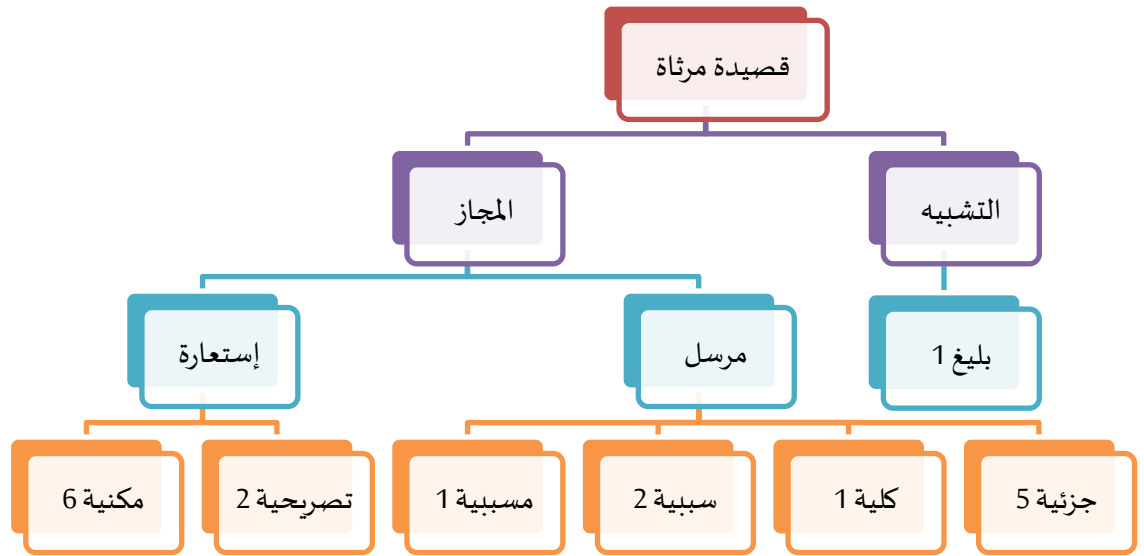 قصيدة مرثاة
التشبيه
المجاز
بليغ 1
مرسل
إستعارة
جزئية 5
كلية 1
سببية 2
مسببية 1
تصريحية 2
مكنية 6